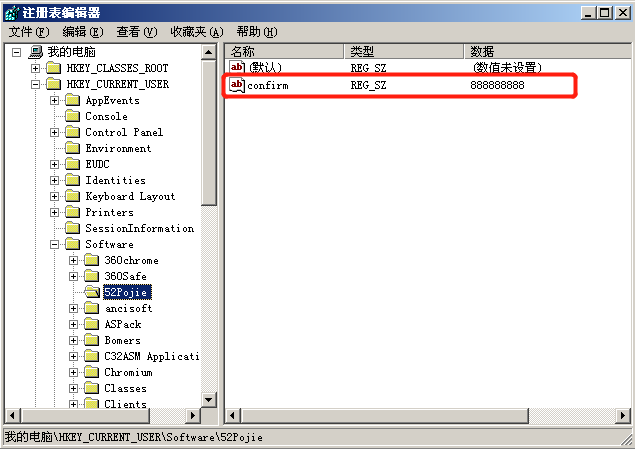 注册表编辑器
文件(F) 编辑(E) 查看(V) 收藏夹(A) 帮助(H)
我的电脑
HKEY_CLASSES_ROOT
HKEY_CURRENT_USER
AppEvents
Console
Control Panel
Environment
EUDC
Identities
Keyboard Layout
Printers
SessionInformation
Software
360chrome
360Safe
52Pojie
ancisoft
ASPack
Bomers
C32ASM Applicati
Chromium
Classes
Clients
名称 类型 数据
ab (默认) REG_SZ (数值未设置)
ab confirm REG_SZ 888888888
我的电脑\HKEY_CURRENT_USER\Software\52Pojie